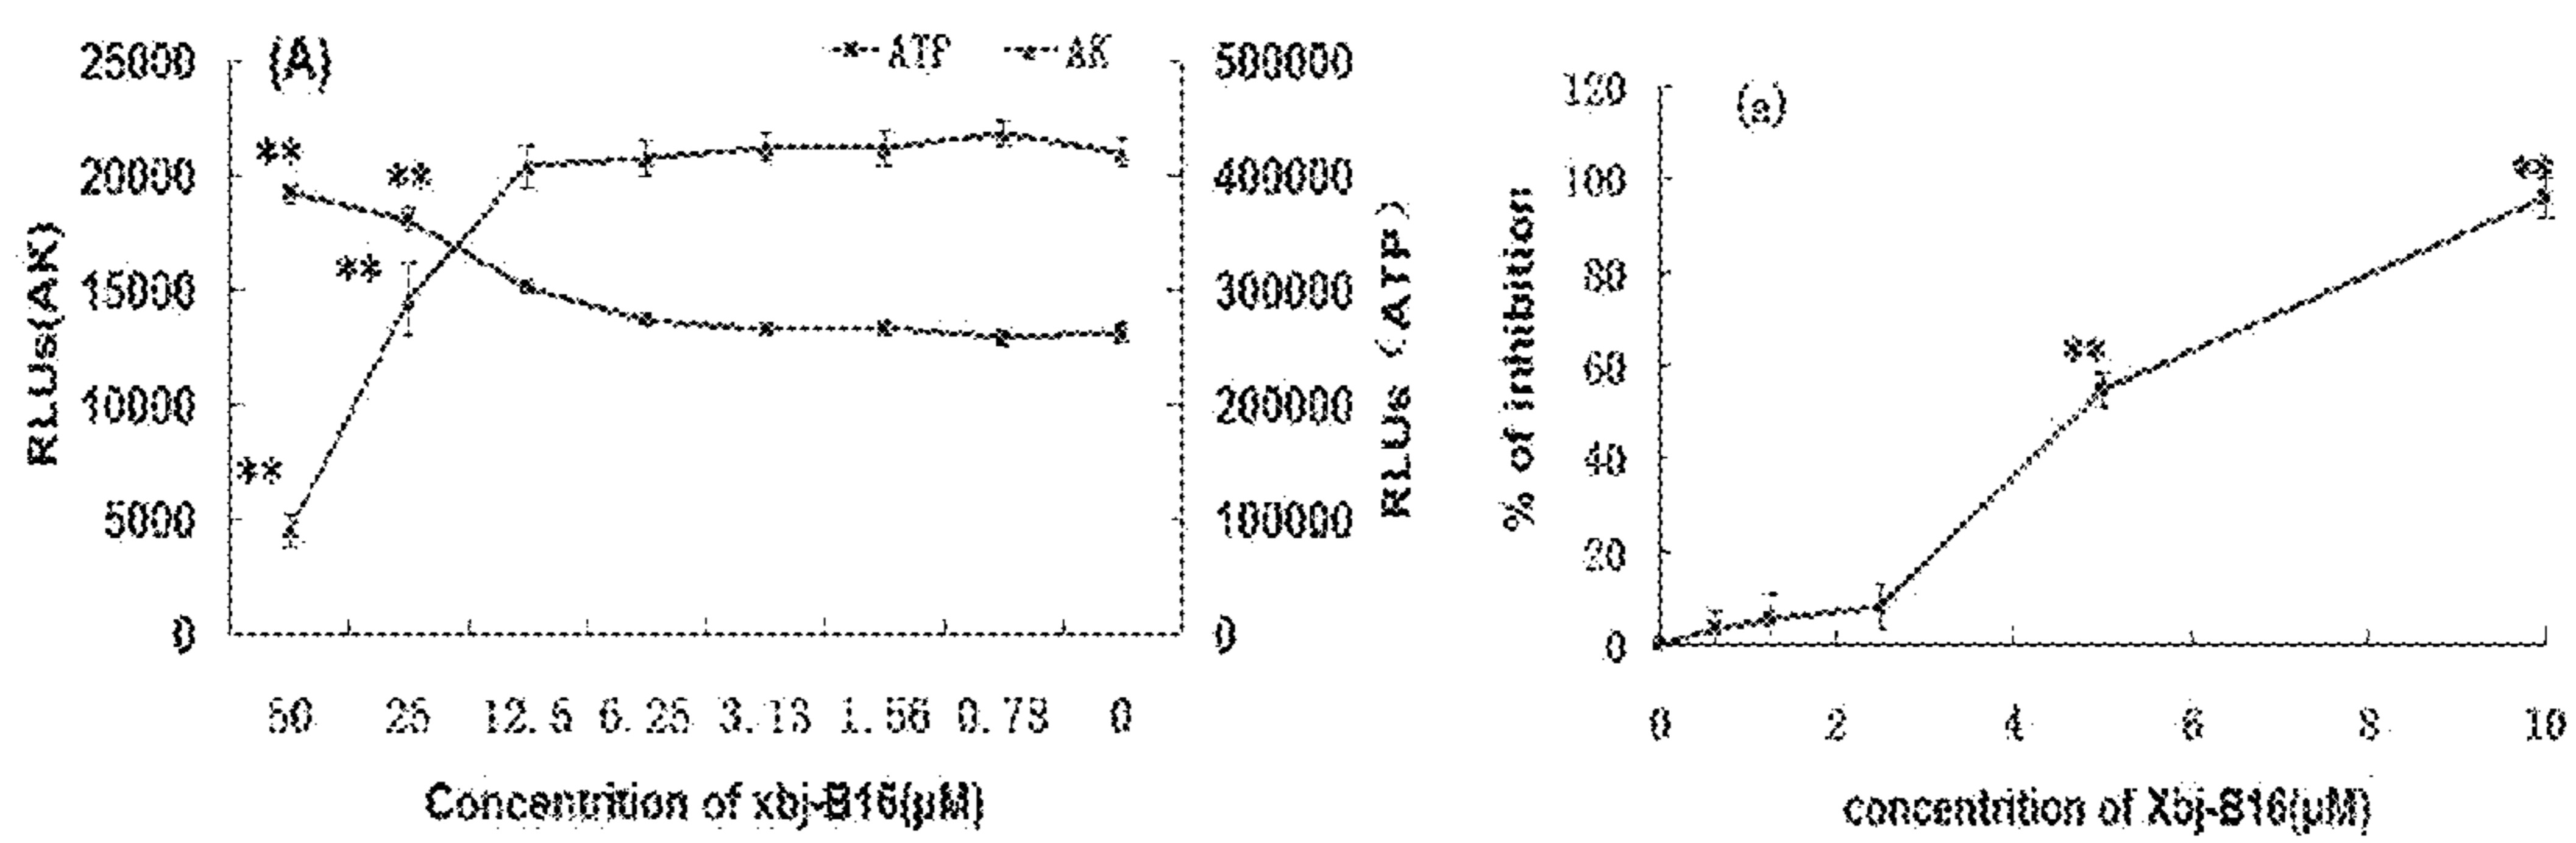 (A)
ATP AK
25000
20000
15000
10000
5000
0
RLUs(AK)
500000
400000
300000
200000
100000
0
RLUs (ATP)
**
**
**
**
50 25 12.5 6.25 3.13 1.56 0.78 0
Concentrition of xbj-B16(μM)
(a)
120
100
80
60
40
20
0
% of inhibition
**
**
0 2 4 6 8 10
concentrition of Xbj-B16(μM)